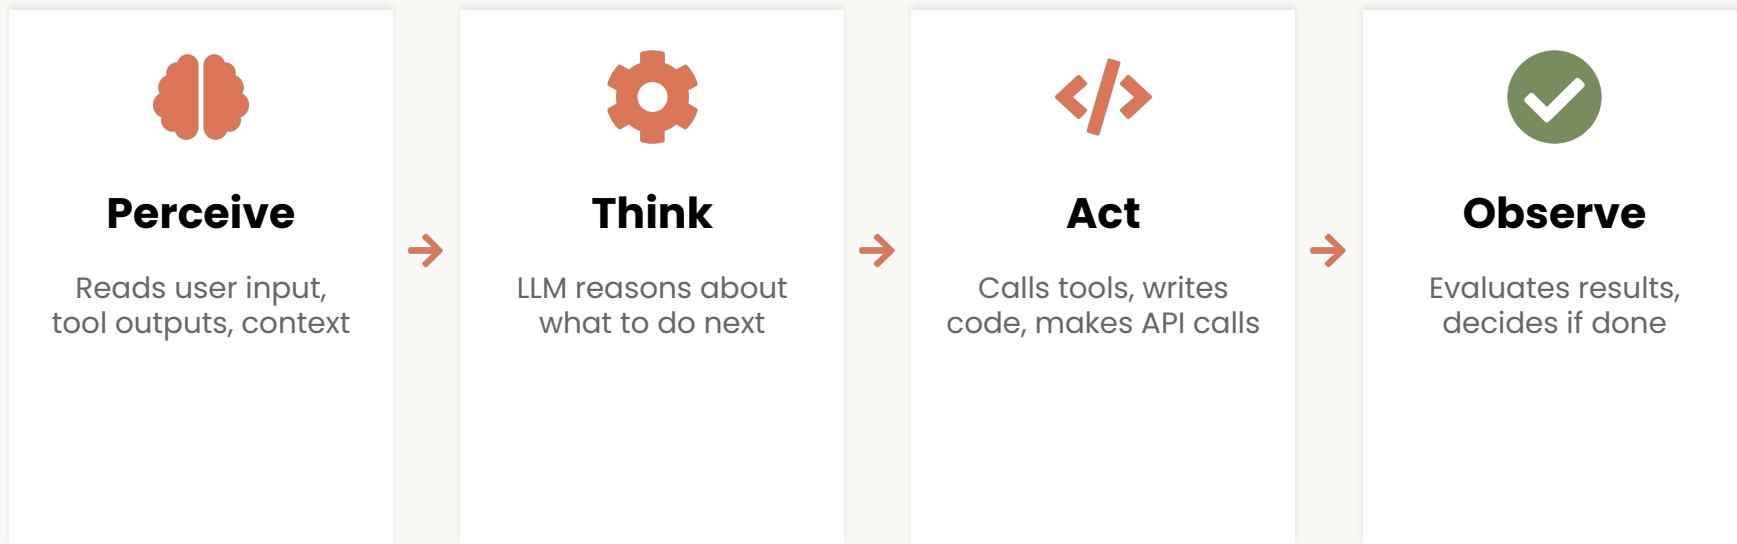 Perceive
Reads user input,
tool outputs, context
Think
LLM reasons about
what to do next
Act
Calls tools, writes
code, makes API calls
Observe
Evaluates results,
decides if done